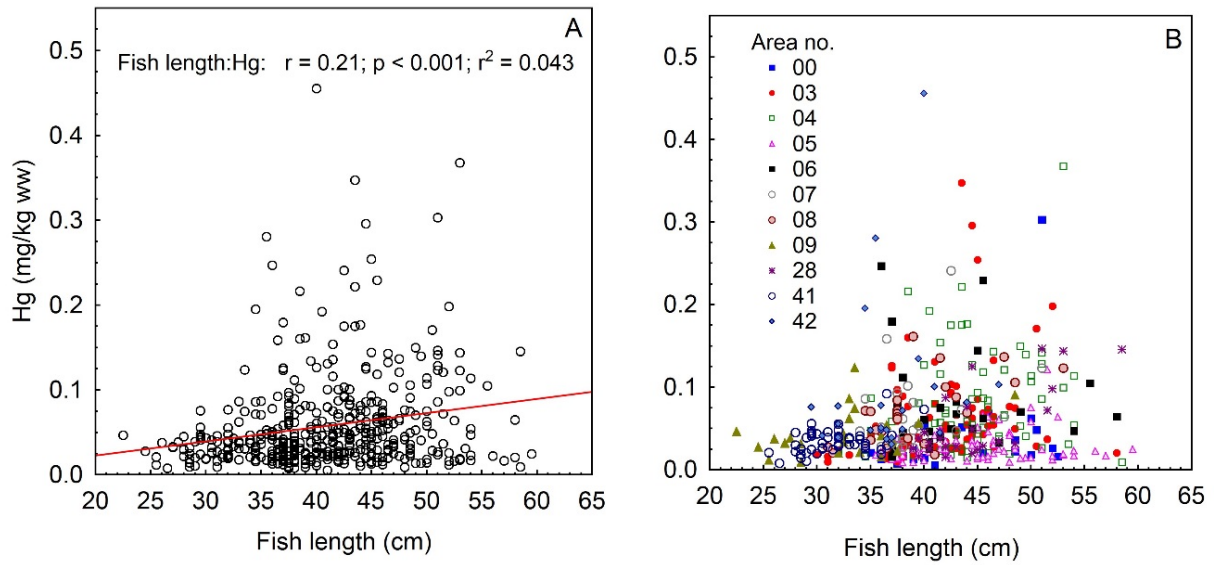 A
Fish length:Hg: r = 0.21; p < 0.001; r² = 0.043
Hg (mg/kg ww)
0.5
0.4
0.3
0.2
0.1
0.0
20 25 30 35 40 45 50 55 60 65
Fish length (cm)
B
Area no.
00
03
04
05
06
07
08
09
28
41
42
0.5
0.4
0.3
0.2
0.1
0.0
20 25 30 35 40 45 50 55 60 65
Fish length (cm)